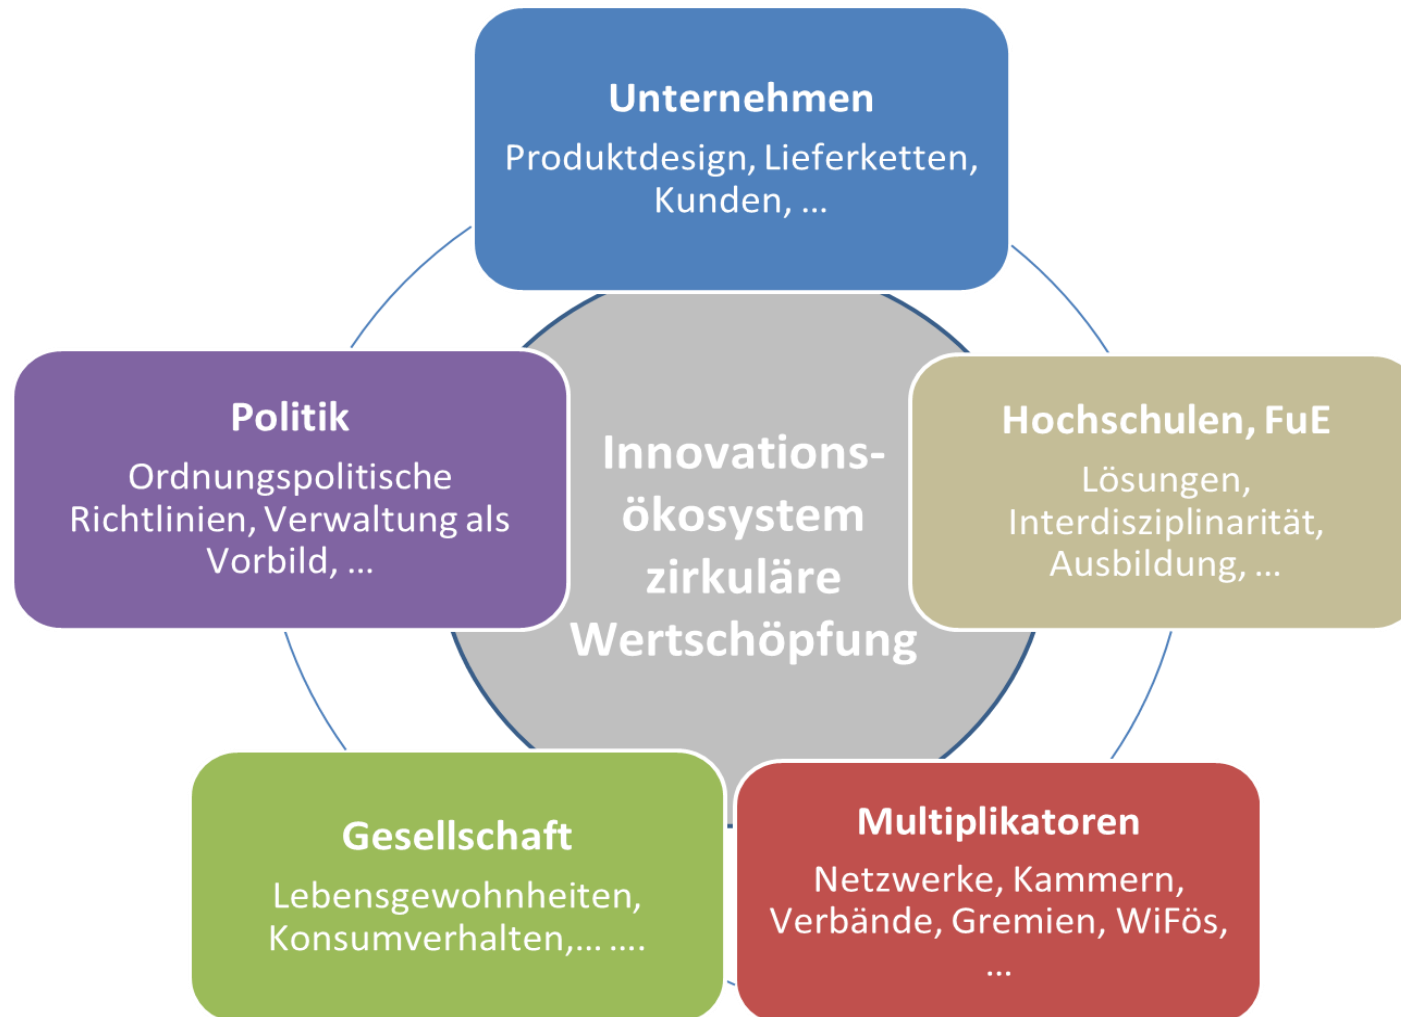 Unternehmen
Produktdesign, Lieferketten,
Kunden, ...
Politik
Ordnungspolitische
Richtlinien, Verwaltung als
Vorbild, ...
Innovations-
ökosystem
zirkuläre
Wertschöpfung
Hochschulen, FuE
Lösungen,
Interdisziplinarität,
Ausbildung, ...
Gesellschaft
Lebensgewohnheiten,
Konsumverhalten,... ....
Multiplikatoren
Netzwerke, Kammern,
Verbände, Gremien, WiFös,
...